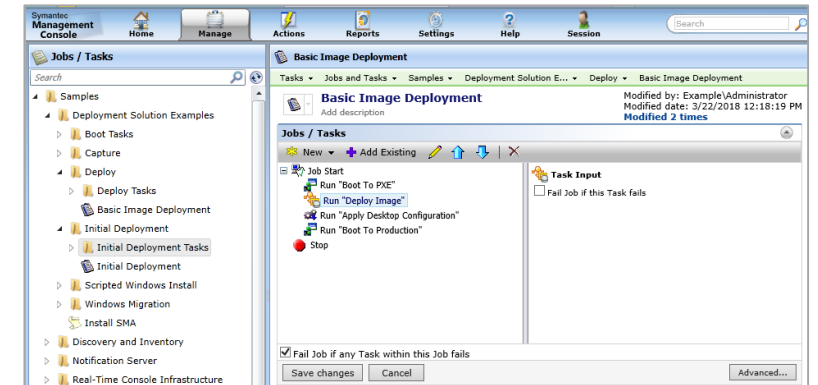 Symantec
Management
Console
Home
Manage
Actions
Reports
Settings
Help
Session
Search
Jobs / Tasks
Search
Samples
Deployment Solution Examples
Boot Tasks
Capture
Deploy
Deploy Tasks
Basic Image Deployment
Initial Deployment
Initial Deployment Tasks
Initial Deployment
Scripted Windows Install
Windows Migration
Install SMA
Discovery and Inventory
Notification Server
Real-Time Console Infrastructure
Basic Image Deployment
Tasks Jobs and Tasks Samples Deployment Solution E... Deploy Basic Image Deployment
Basic Image Deployment
Add description
Modified by: Example\Administrator
Modified date: 3/22/2018 12:18:19 PM
Modified 2 times
Jobs / Tasks
New Add Existing
Job Start
Run "Boot To PXE"
Run "Deploy Image"
Run "Apply Desktop Configuration"
Run "Boot To Production"
Stop
Task Input
Fail Job if this Task fails
Fail Job if any Task within this Job fails
Save changes Cancel Advanced...